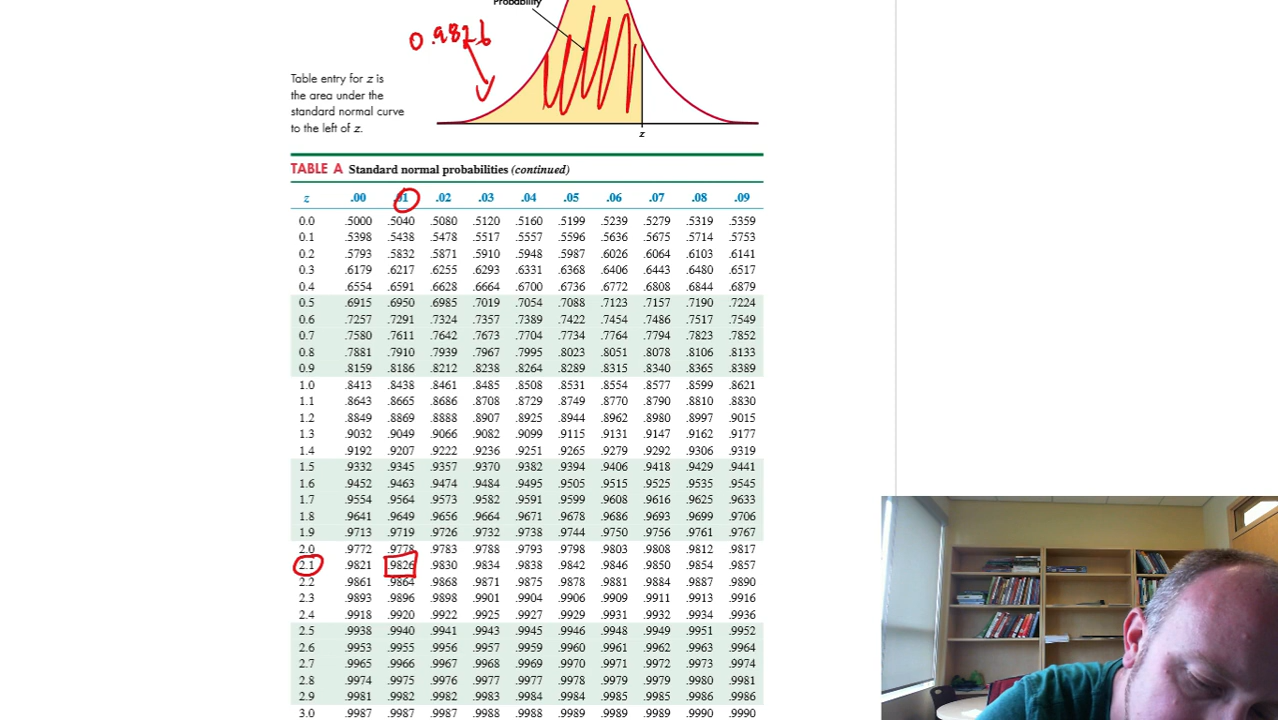 Probability
0.9826
Table entry for z is
the area under the
standard normal curve
to the left of z.
z
TABLE A Standard normal probabilities (continued)
z .00 .01 .02 .03 .04 .05 .06 .07 .08 .09
0.0 .5000 .5040 .5080 .5120 .5160 .5199 .5239 .5279 .5319 .5359
0.1 .5398 .5438 .5478 .5517 .5557 .5596 .5636 .5675 .5714 .5753
0.2 .5793 .5832 .5871 .5910 .5948 .5987 .6026 .6064 .6103 .6141
0.3 .6179 .6217 .6255 .6293 .6331 .6368 .6406 .6443 .6480 .6517
0.4 .6554 .6591 .6628 .6664 .6700 .6736 .6772 .6808 .6844 .6879
0.5 .6915 .6950 .6985 .7019 .7054 .7088 .7123 .7157 .7190 .7224
0.6 .7257 .7291 .7324 .7357 .7389 .7422 .7454 .7486 .7517 .7549
0.7 .7580 .7611 .7642 .7673 .7704 .7734 .7764 .7794 .7823 .7852
0.8 .7881 .7910 .7939 .7967 .7995 .8023 .8051 .8078 .8106 .8133
0.9 .8159 .8186 .8212 .8238 .8264 .8289 .8315 .8340 .8365 .8389
1.0 .8413 .8438 .8461 .8485 .8508 .8531 .8554 .8577 .8599 .8621
1.1 .8643 .8665 .8686 .8708 .8729 .8749 .8770 .8790 .8810 .8830
1.2 .8849 .8869 .8888 .8907 .8925 .8944 .8962 .8980 .8997 .9015
1.3 .9032 .9049 .9066 .9082 .9099 .9115 .9131 .9147 .9162 .9177
1.4 .9192 .9207 .9222 .9236 .9251 .9265 .9279 .9292 .9306 .9319
1.5 .9332 .9345 .9357 .9370 .9382 .9394 .9406 .9418 .9429 .9441
1.6 .9452 .9463 .9474 .9484 .9495 .9505 .9515 .9525 .9535 .9545
1.7 .9554 .9564 .9573 .9582 .9591 .9599 .9608 .9616 .9625 .9633
1.8 .9641 .9649 .9656 .9664 .9671 .9678 .9686 .9693 .9699 .9706
1.9 .9713 .9719 .9726 .9732 .9738 .9744 .9750 .9756 .9761 .9767
2.0 .9772 .9778 .9783 .9788 .9793 .9798 .9803 .9808 .9812 .9817
2.1 .9821 .9826 .9830 .9834 .9838 .9842 .9846 .9850 .9854 .9857
2.2 .9861 .9864 .9868 .9871 .9875 .9878 .9881 .9884 .9887 .9890
2.3 .9893 .9896 .9898 .9901 .9904 .9906 .9909 .9911 .9913 .9916
2.4 .9918 .9920 .9922 .9925 .9927 .9929 .9931 .9932 .9934 .9936
2.5 .9938 .9940 .9941 .9943 .9945 .9946 .9948 .9949 .9951 .9952
2.6 .9953 .9955 .9956 .9957 .9959 .9960 .9961 .9962 .9963 .9964
2.7 .9965 .9966 .9967 .9968 .9969 .9970 .9971 .9972 .9973 .9974
2.8 .9974 .9975 .9976 .9977 .9977 .9978 .9979 .9979 .9980 .9981
2.9 .9981 .9982 .9982 .9983 .9984 .9984 .9985 .9985 .9986 .9986
3.0 .9987 .9987 .9987 .9988 .9988 .9989 .9989 .9989 .9990 .9990